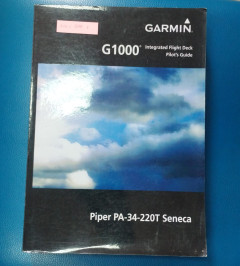 GARMIN
G1000® Integrated Flight Deck
Pilot's Guide
Piper PA-34-220T Seneca